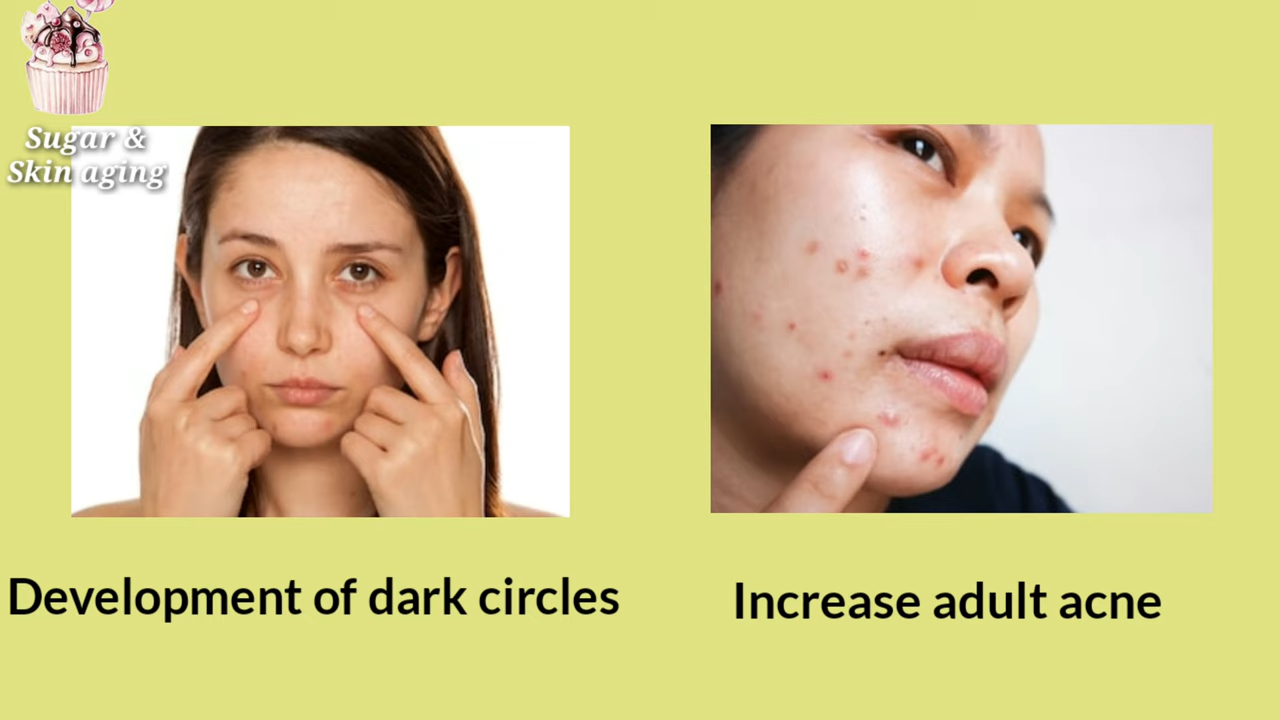 Sugar &
Skin aging
Development of dark circles
Increase adult acne